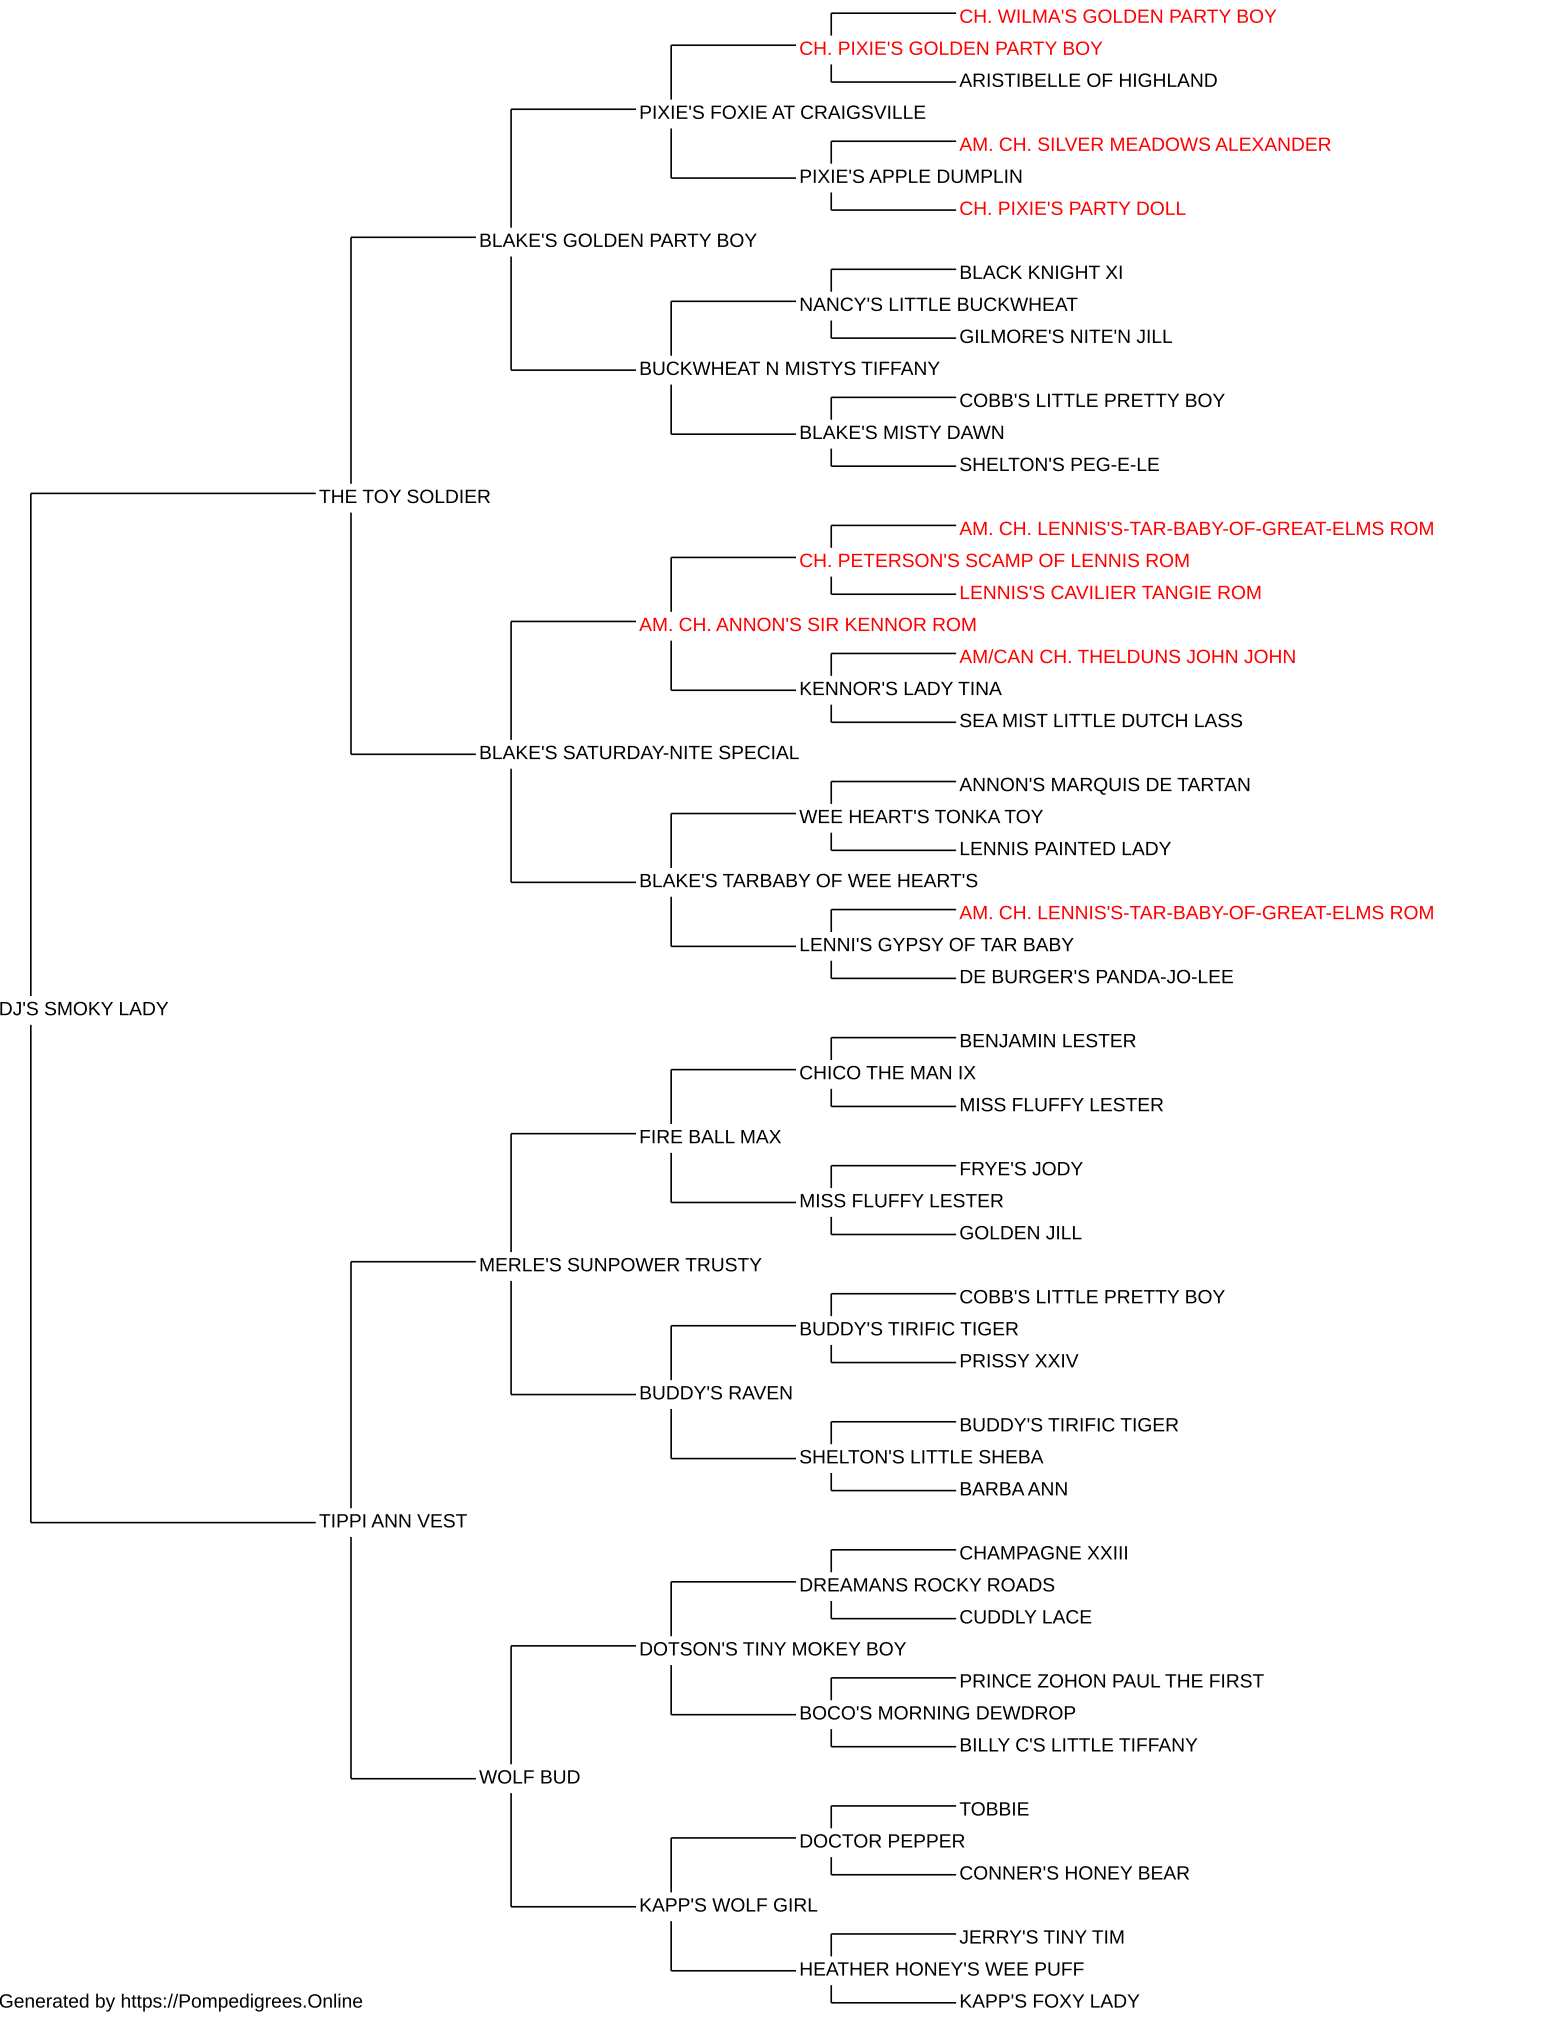 CH. WILMA'S GOLDEN PARTY BOY
CH. PIXIE'S GOLDEN PARTY BOY
ARISTIBELLE OF HIGHLAND
PIXIE'S FOXIE AT CRAIGSVILLE
AM. CH. SILVER MEADOWS ALEXANDER
PIXIE'S APPLE DUMPLIN
CH. PIXIE'S PARTY DOLL
BLAKE'S GOLDEN PARTY BOY
BLACK KNIGHT XI
NANCY'S LITTLE BUCKWHEAT
GILMORE'S NITE'N JILL
BUCKWHEAT N MISTYS TIFFANY
COBB'S LITTLE PRETTY BOY
BLAKE'S MISTY DAWN
SHELTON'S PEG-E-LE
THE TOY SOLDIER
AM. CH. LENNIS'S-TAR-BABY-OF-GREAT-ELMS ROM
CH. PETERSON'S SCAMP OF LENNIS ROM
LENNIS'S CAVILIER TANGIE ROM
AM. CH. ANNON'S SIR KENNOR ROM
AM/CAN CH. THELDUNS JOHN JOHN
KENNOR'S LADY TINA
SEA MIST LITTLE DUTCH LASS
BLAKE'S SATURDAY-NITE SPECIAL
ANNON'S MARQUIS DE TARTAN
WEE HEART'S TONKA TOY
LENNIS PAINTED LADY
BLAKE'S TARBABY OF WEE HEART'S
AM. CH. LENNIS'S-TAR-BABY-OF-GREAT-ELMS ROM
LENNI'S GYPSY OF TAR BABY
DE BURGER'S PANDA-JO-LEE
DJ'S SMOKY LADY
BENJAMIN LESTER
CHICO THE MAN IX
MISS FLUFFY LESTER
FIRE BALL MAX
FRYE'S JODY
MISS FLUFFY LESTER
GOLDEN JILL
MERLE'S SUNPOWER TRUSTY
COBB'S LITTLE PRETTY BOY
BUDDY'S TIRIFIC TIGER
PRISSY XXIV
BUDDY'S RAVEN
BUDDY'S TIRIFIC TIGER
SHELTON'S LITTLE SHEBA
BARBA ANN
TIPPI ANN VEST
CHAMPAGNE XXIII
DREAMANS ROCKY ROADS
CUDDLY LACE
DOTSON'S TINY MOKEY BOY
PRINCE ZOHON PAUL THE FIRST
BOCO'S MORNING DEWDROP
BILLY C'S LITTLE TIFFANY
WOLF BUD
TOBBIE
DOCTOR PEPPER
CONNER'S HONEY BEAR
KAPP'S WOLF GIRL
JERRY'S TINY TIM
HEATHER HONEY'S WEE PUFF
KAPP'S FOXY LADY
Generated by https://Pompedigrees.Online